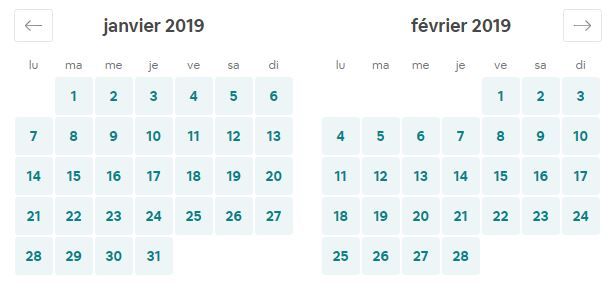 janvier 2019
lu ma me je ve sa di
1 2 3 4 5 6
7 8 9 10 11 12 13
14 15 16 17 18 19 20
21 22 23 24 25 26 27
28 29 30 31
février 2019
lu ma me je ve sa di
1 2 3
4 5 6 7 8 9 10
11 12 13 14 15 16 17
18 19 20 21 22 23 24
25 26 27 28